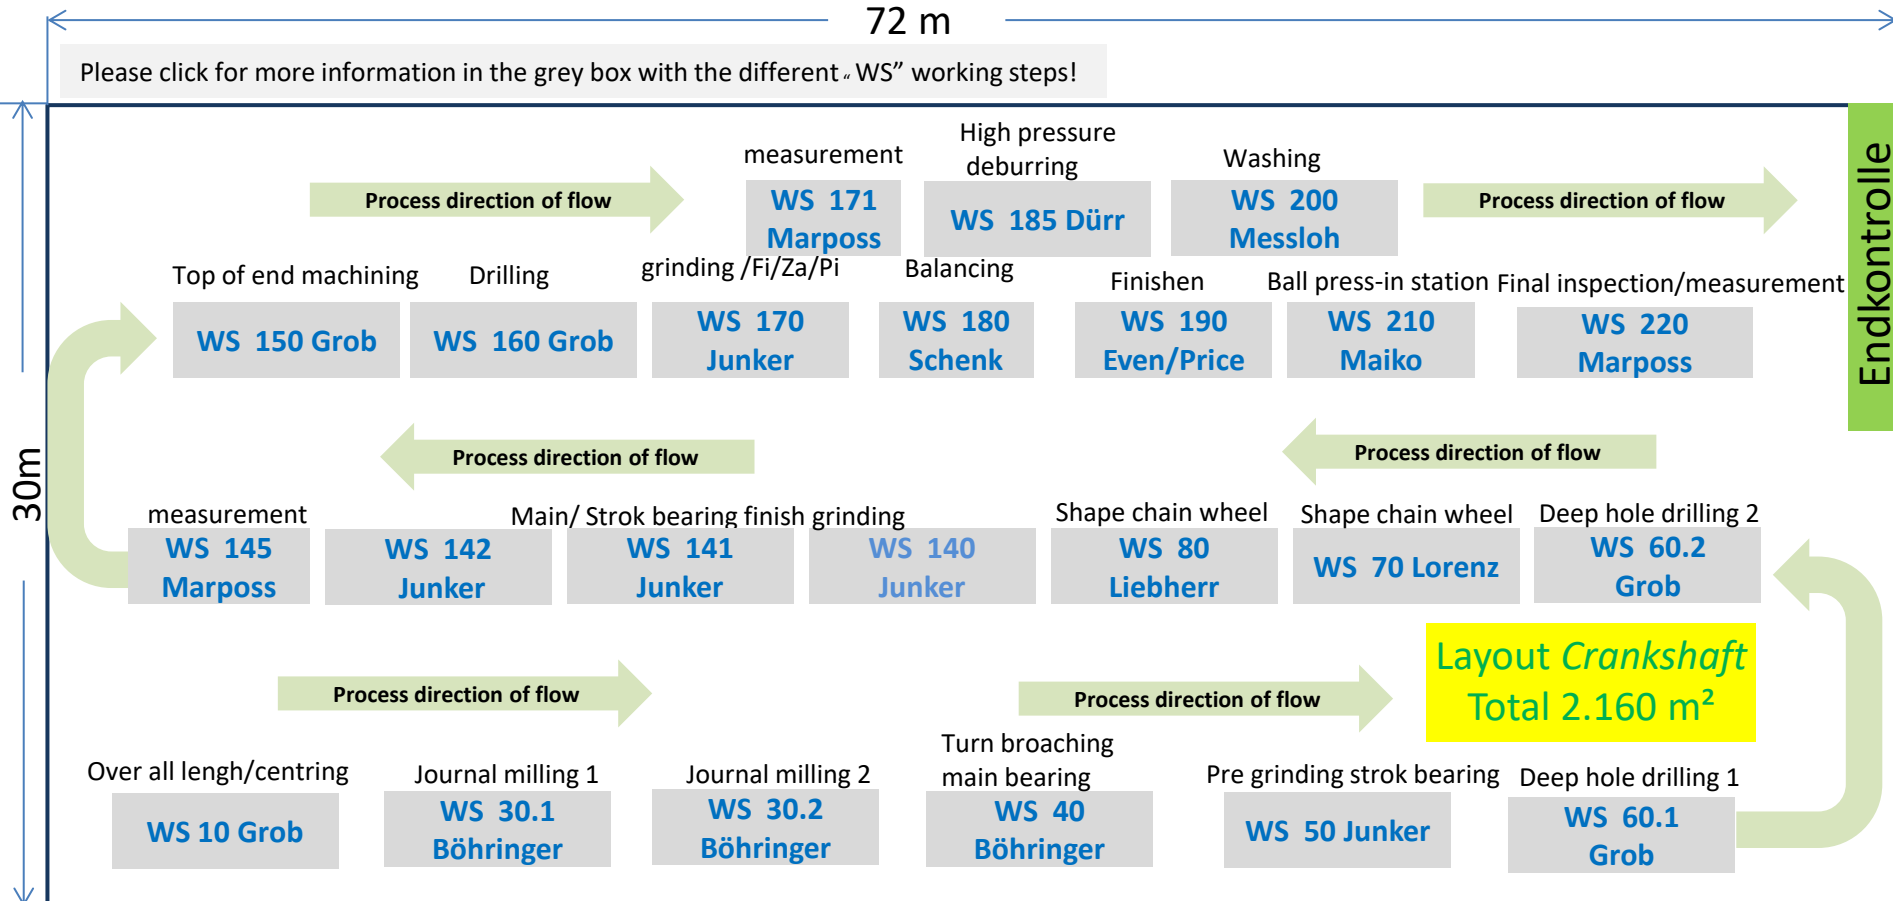 72 m
Please click for more information in the grey box with the different „ WS” working steps!
30m
Endkontrolle
Process direction of flow
measurement
WS 171
Marposs
High pressure
deburring
WS 185 Dürr
Washing
WS 200
Messloh
Process direction of flow
Top of end machining
WS 150 Grob
Drilling
WS 160 Grob
grinding /Fi/Za/Pi
WS 170
Junker
Balancing
WS 180
Schenk
Finishen
WS 190
Even/Price
Ball press-in station
WS 210
Maiko
Final inspection/measurement
WS 220
Marposs
Process direction of flow
Process direction of flow
measurement
WS 145
Marposs
WS 142
Junker
Main/ Strok bearing finish grinding
WS 141
Junker
WS 140
Junker
Shape chain wheel
WS 80
Liebherr
Shape chain wheel
WS 70 Lorenz
Deep hole drilling 2
WS 60.2
Grob
Layout Crankshaft
Total 2.160 m²
Process direction of flow
Process direction of flow
Over all lengh/centring
WS 10 Grob
Journal milling 1
WS 30.1
Böhringer
Journal milling 2
WS 30.2
Böhringer
Turn broaching
main bearing
WS 40
Böhringer
Pre grinding strok bearing
WS 50 Junker
Deep hole drilling 1
WS 60.1
Grob